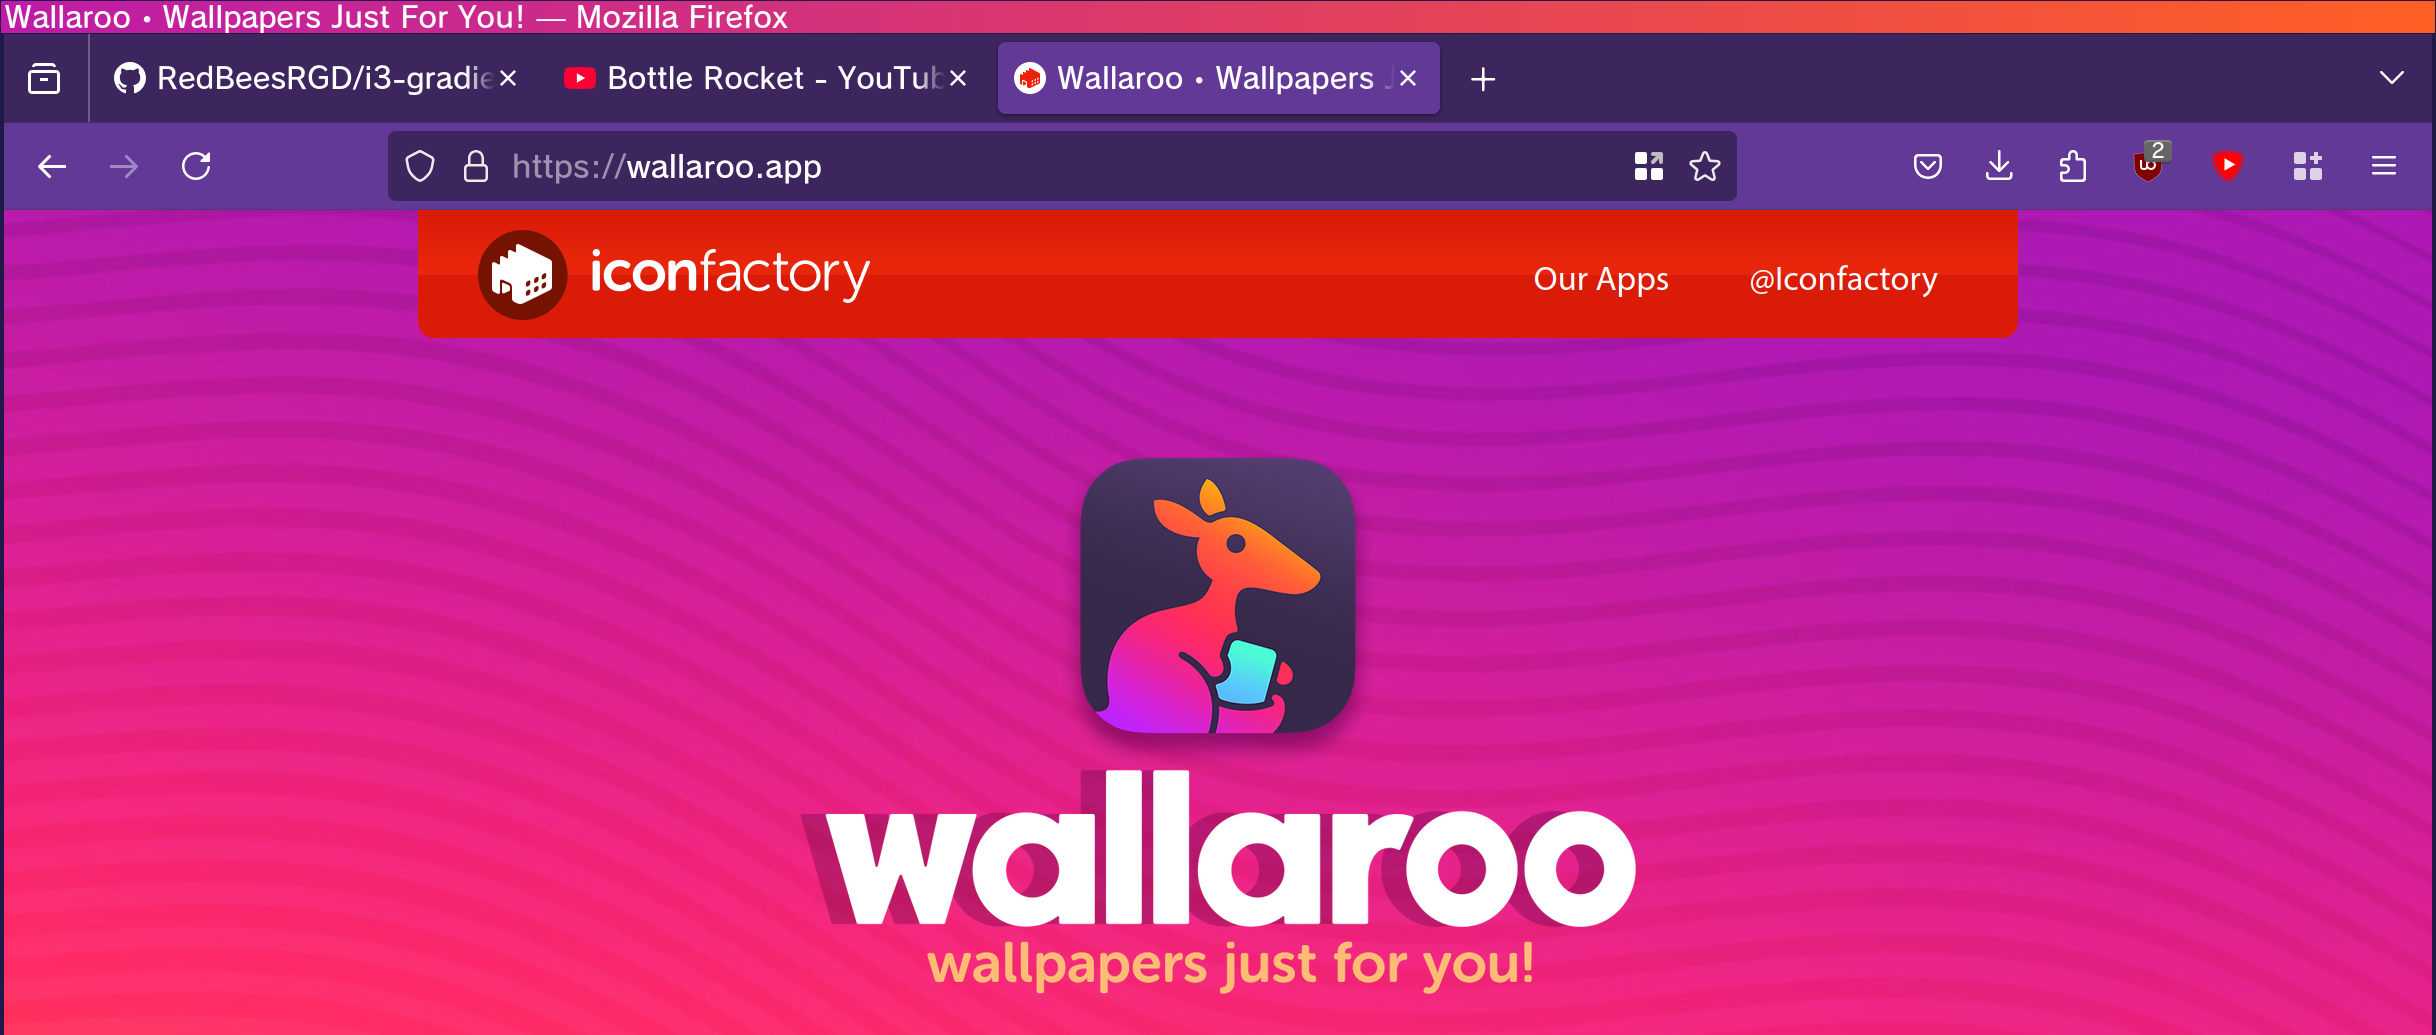 Wallaroo • Wallpapers Just For You! — Mozilla Firefox
RedBeesRGD/i3-gradie
Bottle Rocket - YouTub
Wallaroo • Wallpapers J
https://wallaroo.app
2
iconfactory
Our Apps
@Iconfactory
wallaroo
wallpapers just for you!